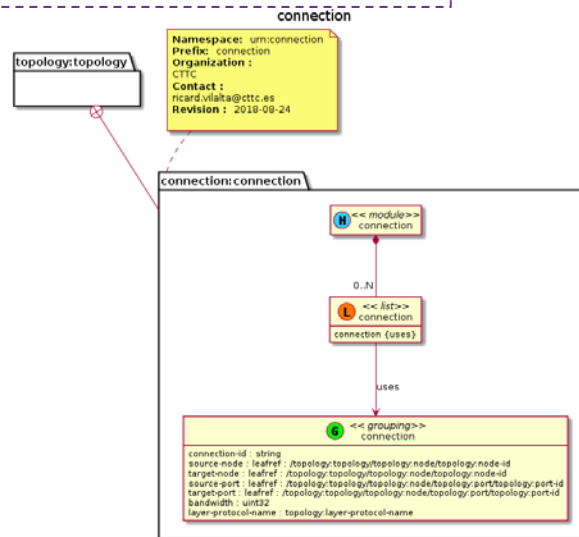 connection
Namespace: urn:connection
Prefix: connection
Organization :
CTTC
Contact :
ricard.vilalta@cttc.es
Revision : 2018-08-24
topology:topology
connection:connection
H << module>>
connection
0..N
L << list>>
connection
connection {uses}
uses
G << grouping>>
connection
connection-id : string
source-node : leafref : /topology:topology/topology:node/topology:node-id
target-node : leafref : /topology:topology/topology:node/topology:node-id
source-port : leafref : /topology:topology/topology:node/topology:port/topology:port-id
target-port : leafref : /topology:topology/topology:node/topology:port/topology:port-id
bandwidth : uint32
layer-protocol-name : topology:layer-protocol-name